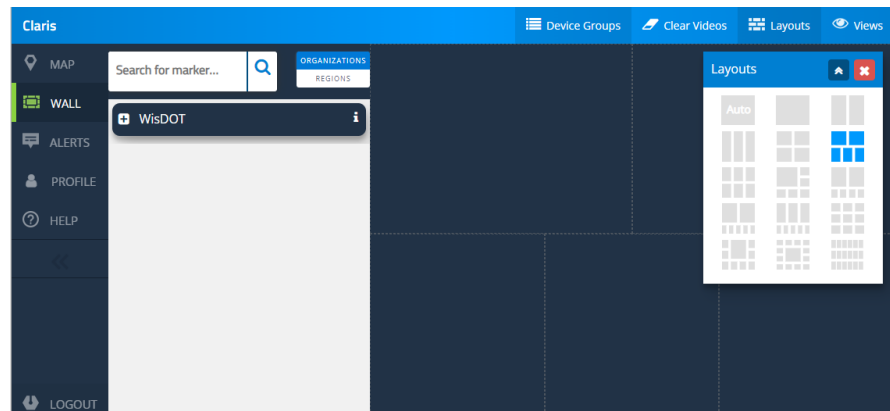 Claris
Device Groups
Clear Videos
Layouts
Views
MAP
WALL
ALERTS
PROFILE
HELP
LOGOUT
Search for marker...
ORGANIZATIONS
REGIONS
WisDOT
Layouts
Auto